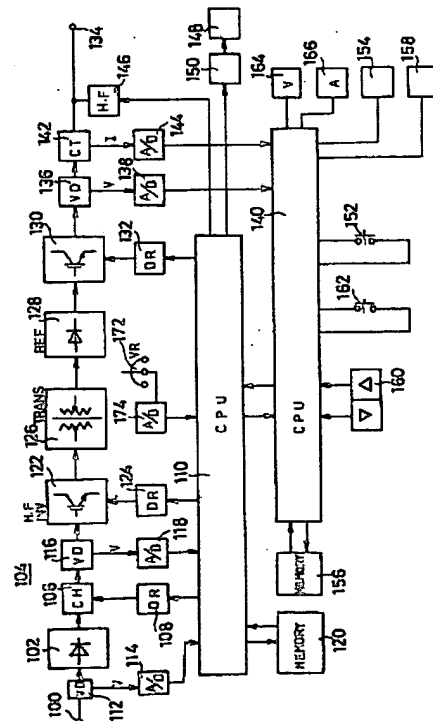 104
100
VD
112
V
A/D
114
102
CH
106
DR
108
VD
116
V
A/D
118
H.F
INV
122
DR
124
TRANS
126
A/D
174
VR
172
REF
128
130
DR
132
VD
136
V
A/D
138
CT
142
I
A/D
144
H.F
146
134
150
148
CPU
110
MEMORY
120
CPU
140
MEMORY
156
160
162
152
V
164
A
166
154
158